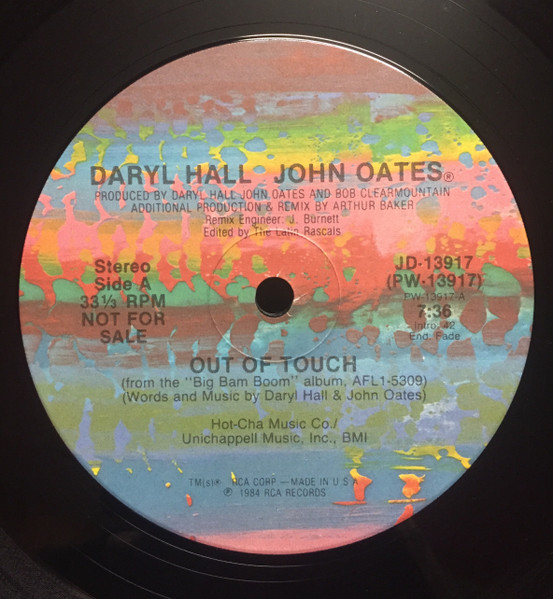 DARYL HALL JOHN OATES®
PRODUCED BY DARYL HALL JOHN OATES AND BOB CLEARMOUNTAIN
ADDITIONAL PRODUCTION & REMIX BY ARTHUR BAKER
Remix Engineer: J. Burnett
Edited by The Latin Rascals
Stereo
Side A
33⅓ RPM
NOT FOR
SALE
JD-13917
(PW-13917)
PW-13917-A
7:36
Intro: 42
End: Fade
OUT OF TOUCH
(from the "Big Bam Boom" album, AFL1-5309)
(Words and Music by Daryl Hall & John Oates)
Hot-Cha Music Co./
Unichappell Music, Inc., BMI
TM(s)® RCA CORP. — MADE IN U.S.A.
℗ 1984 RCA RECORDS